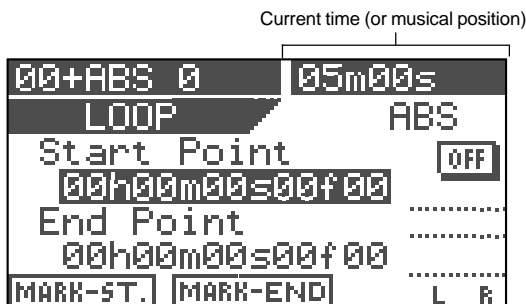 Current time (or musical position)
00+ABS 0 05m00s
LOOP ABS
Start Point OFF
00h00m00s00f00
End Point
00h00m00s00f00
MARK-ST. MARK-END L R